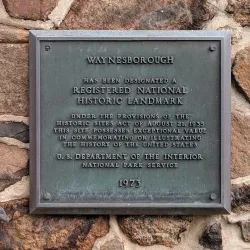 WAYNESBOROUGH
HAS BEEN DESIGNATED A
REGISTERED NATIONAL
HISTORIC LANDMARK
UNDER THE PROVISIONS OF THE
HISTORIC SITES ACT OF AUGUST 21, 1935
THIS SITE POSSESSES EXCEPTIONAL VALUE
IN COMMEMORATING OR ILLUSTRATING
THE HISTORY OF THE UNITED STATES
U. S. DEPARTMENT OF THE INTERIOR
NATIONAL PARK SERVICE
1973